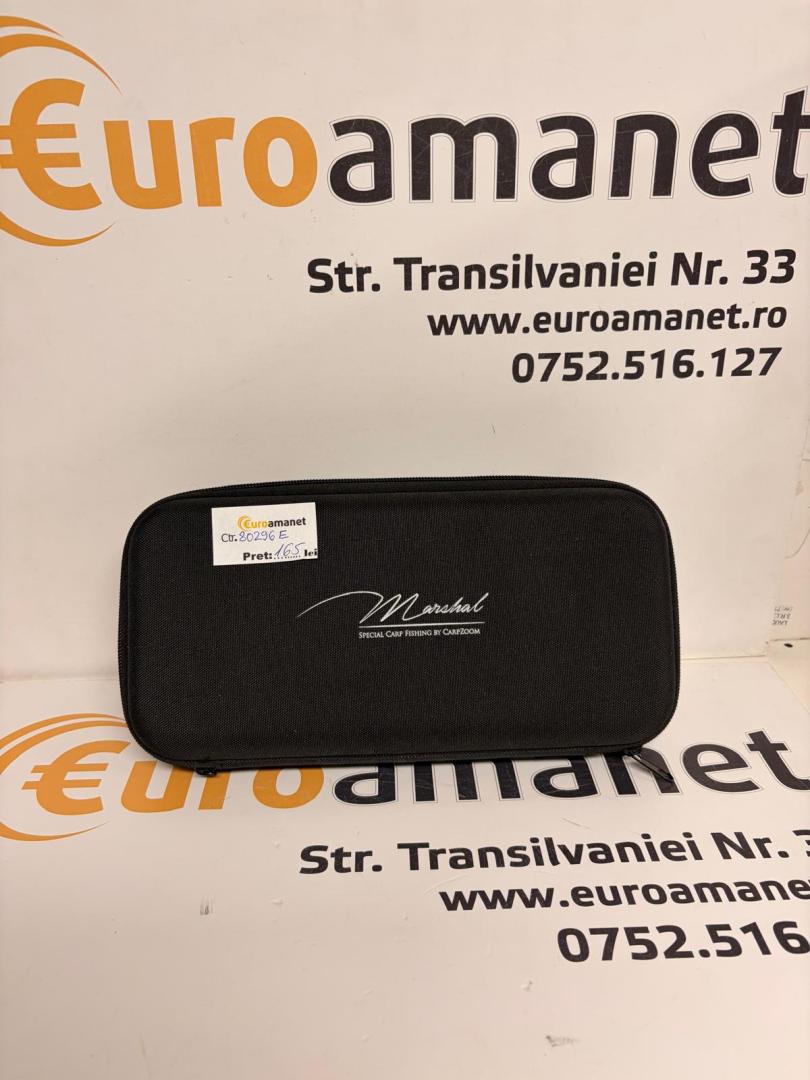 €uroamanet
Str. Transilvaniei Nr. 33
www.euroamanet.ro
0752.516.127
€uroamanet
Ctr. 80296 E
Pret: 165 lei
Marshal
Special Carp Fishing by CarpZoom
€uroamanet
Str. Transilvaniei Nr. 3
www.euroamane
0752.516